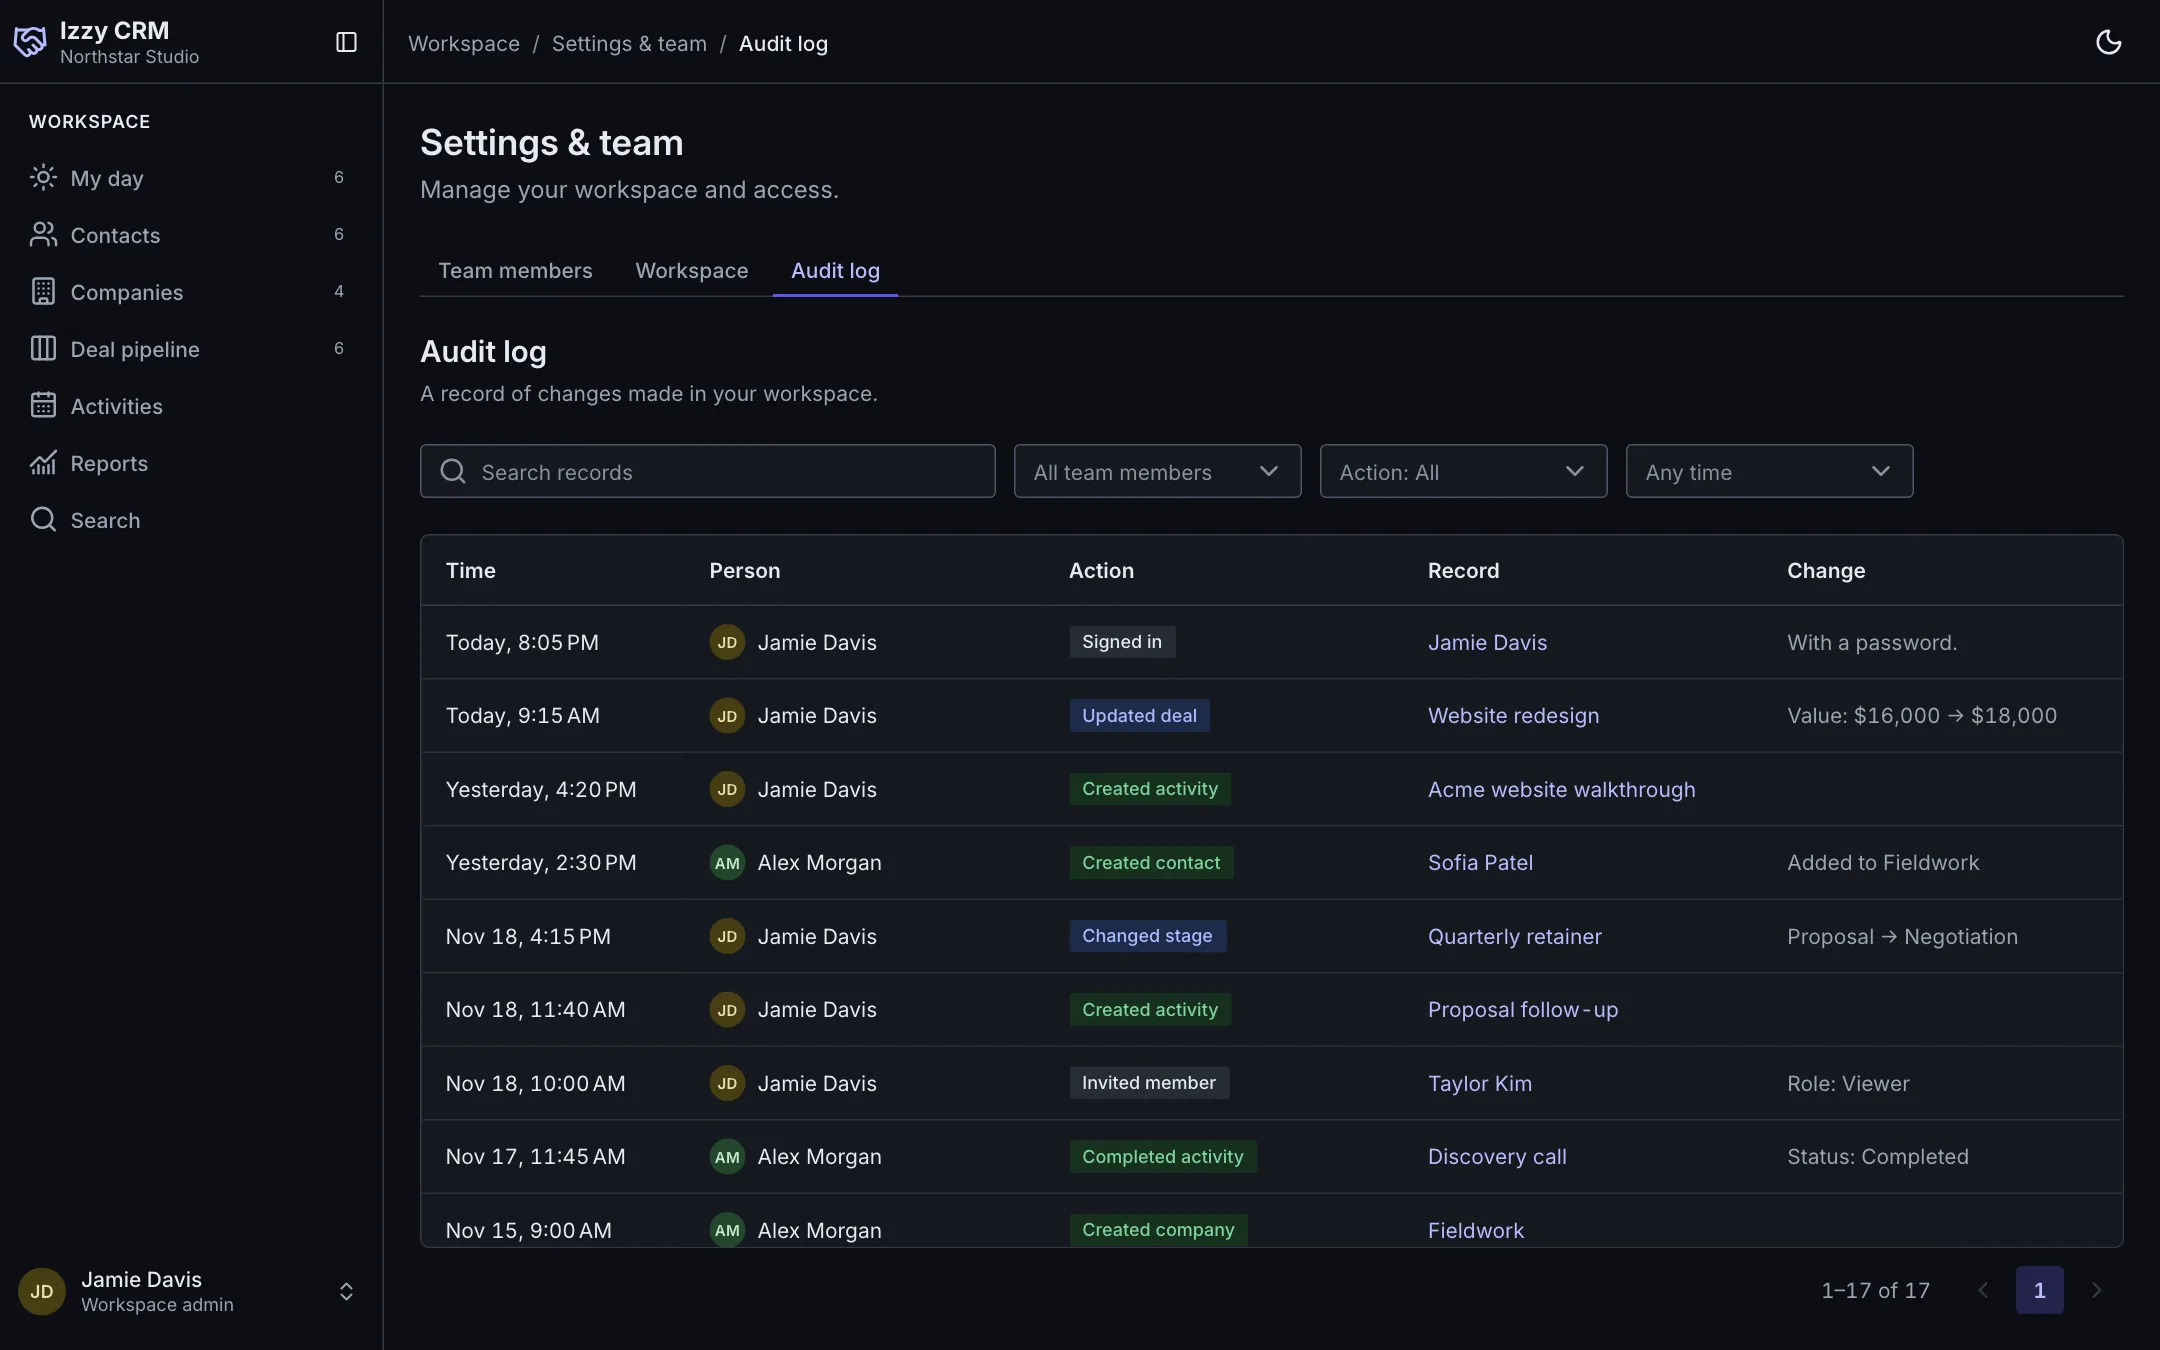 Izzy CRM
Northstar Studio
Workspace / Settings & team / Audit log
WORKSPACE
My day 6
Contacts 6
Companies 4
Deal pipeline 6
Activities
Reports
Search
JD Jamie Davis
Workspace admin
Settings & team
Manage your workspace and access.
Team members Workspace Audit log
Audit log
A record of changes made in your workspace.
Search records All team members Action: All Any time
Time Person Action Record Change
Today, 8:05 PM JD Jamie Davis Signed in Jamie Davis With a password.
Today, 9:15 AM JD Jamie Davis Updated deal Website redesign Value: $16,000 → $18,000
Yesterday, 4:20 PM JD Jamie Davis Created activity Acme website walkthrough
Yesterday, 2:30 PM AM Alex Morgan Created contact Sofia Patel Added to Fieldwork
Nov 18, 4:15 PM JD Jamie Davis Changed stage Quarterly retainer Proposal → Negotiation
Nov 18, 11:40 AM JD Jamie Davis Created activity Proposal follow-up
Nov 18, 10:00 AM JD Jamie Davis Invited member Taylor Kim Role: Viewer
Nov 17, 11:45 AM AM Alex Morgan Completed activity Discovery call Status: Completed
Nov 15, 9:00 AM AM Alex Morgan Created company Fieldwork
1–17 of 17 1